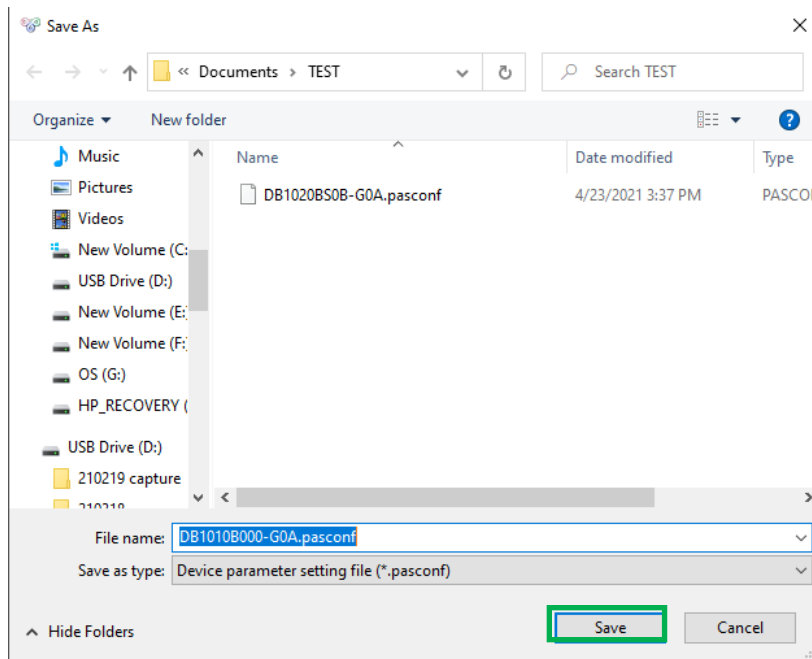 Save As
« Documents › TEST
Search TEST
Organize
New folder
?
Name
Date modified
Type
Music
Pictures
Videos
New Volume (C:
USB Drive (D:)
New Volume (E:
New Volume (F:
OS (G:)
HP_RECOVERY (
USB Drive (D:)
210219 capture
DB1020BS0B-G0A.pasconf
4/23/2021 3:37 PM
PASCO
File name:
DB1010B000-G0A.pasconf
Save as type:
Device parameter setting file (*.pasconf)
Hide Folders
Save
Cancel